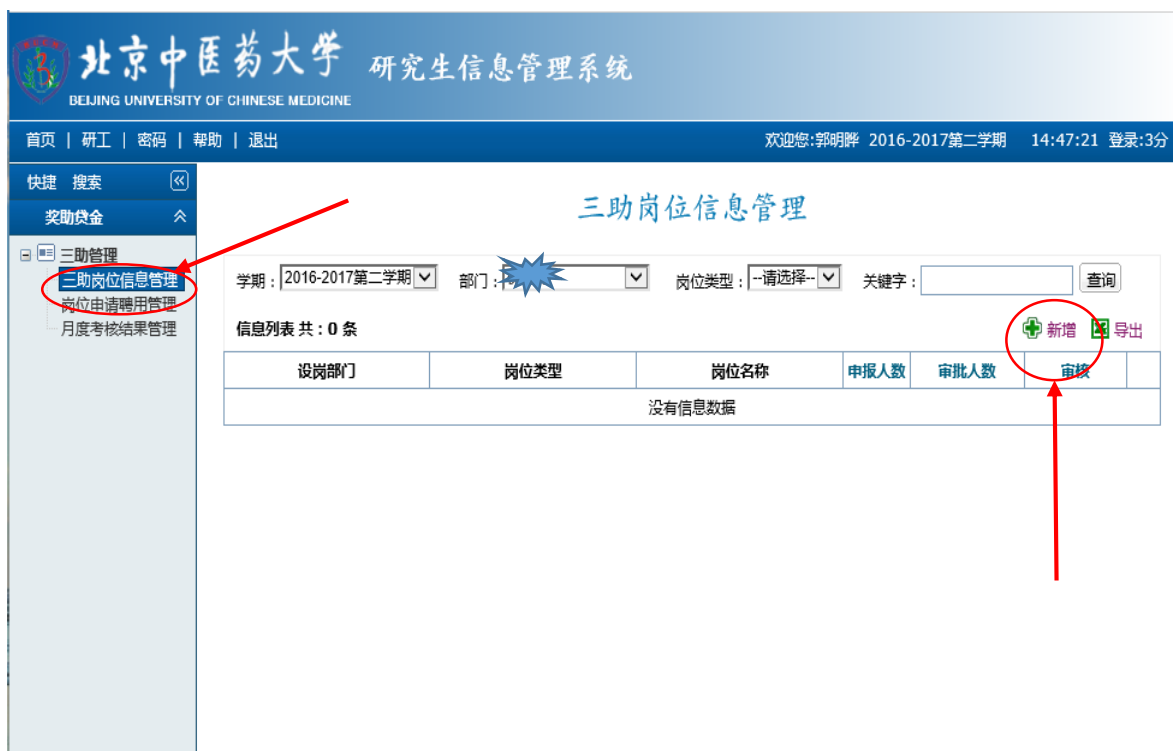 北京中医药大学 研究生信息管理系统
BEIJING UNIVERSITY OF CHINESE MEDICINE
首页 | 研工 | 密码 | 帮助 | 退出 欢迎您:郭明晔 2016-2017第二学期 14:47:21 登录:3分
快捷 搜索
奖助贷金
三助管理
三助岗位信息管理
岗位申请聘用管理
月度考核结果管理
三助岗位信息管理
学期：2016-2017第二学期 部门： 岗位类型：--请选择-- 关键字： 查询
信息列表 共：0 条 新增 导出
设岗部门 岗位类型 岗位名称 申报人数 审批人数 审核
没有信息数据